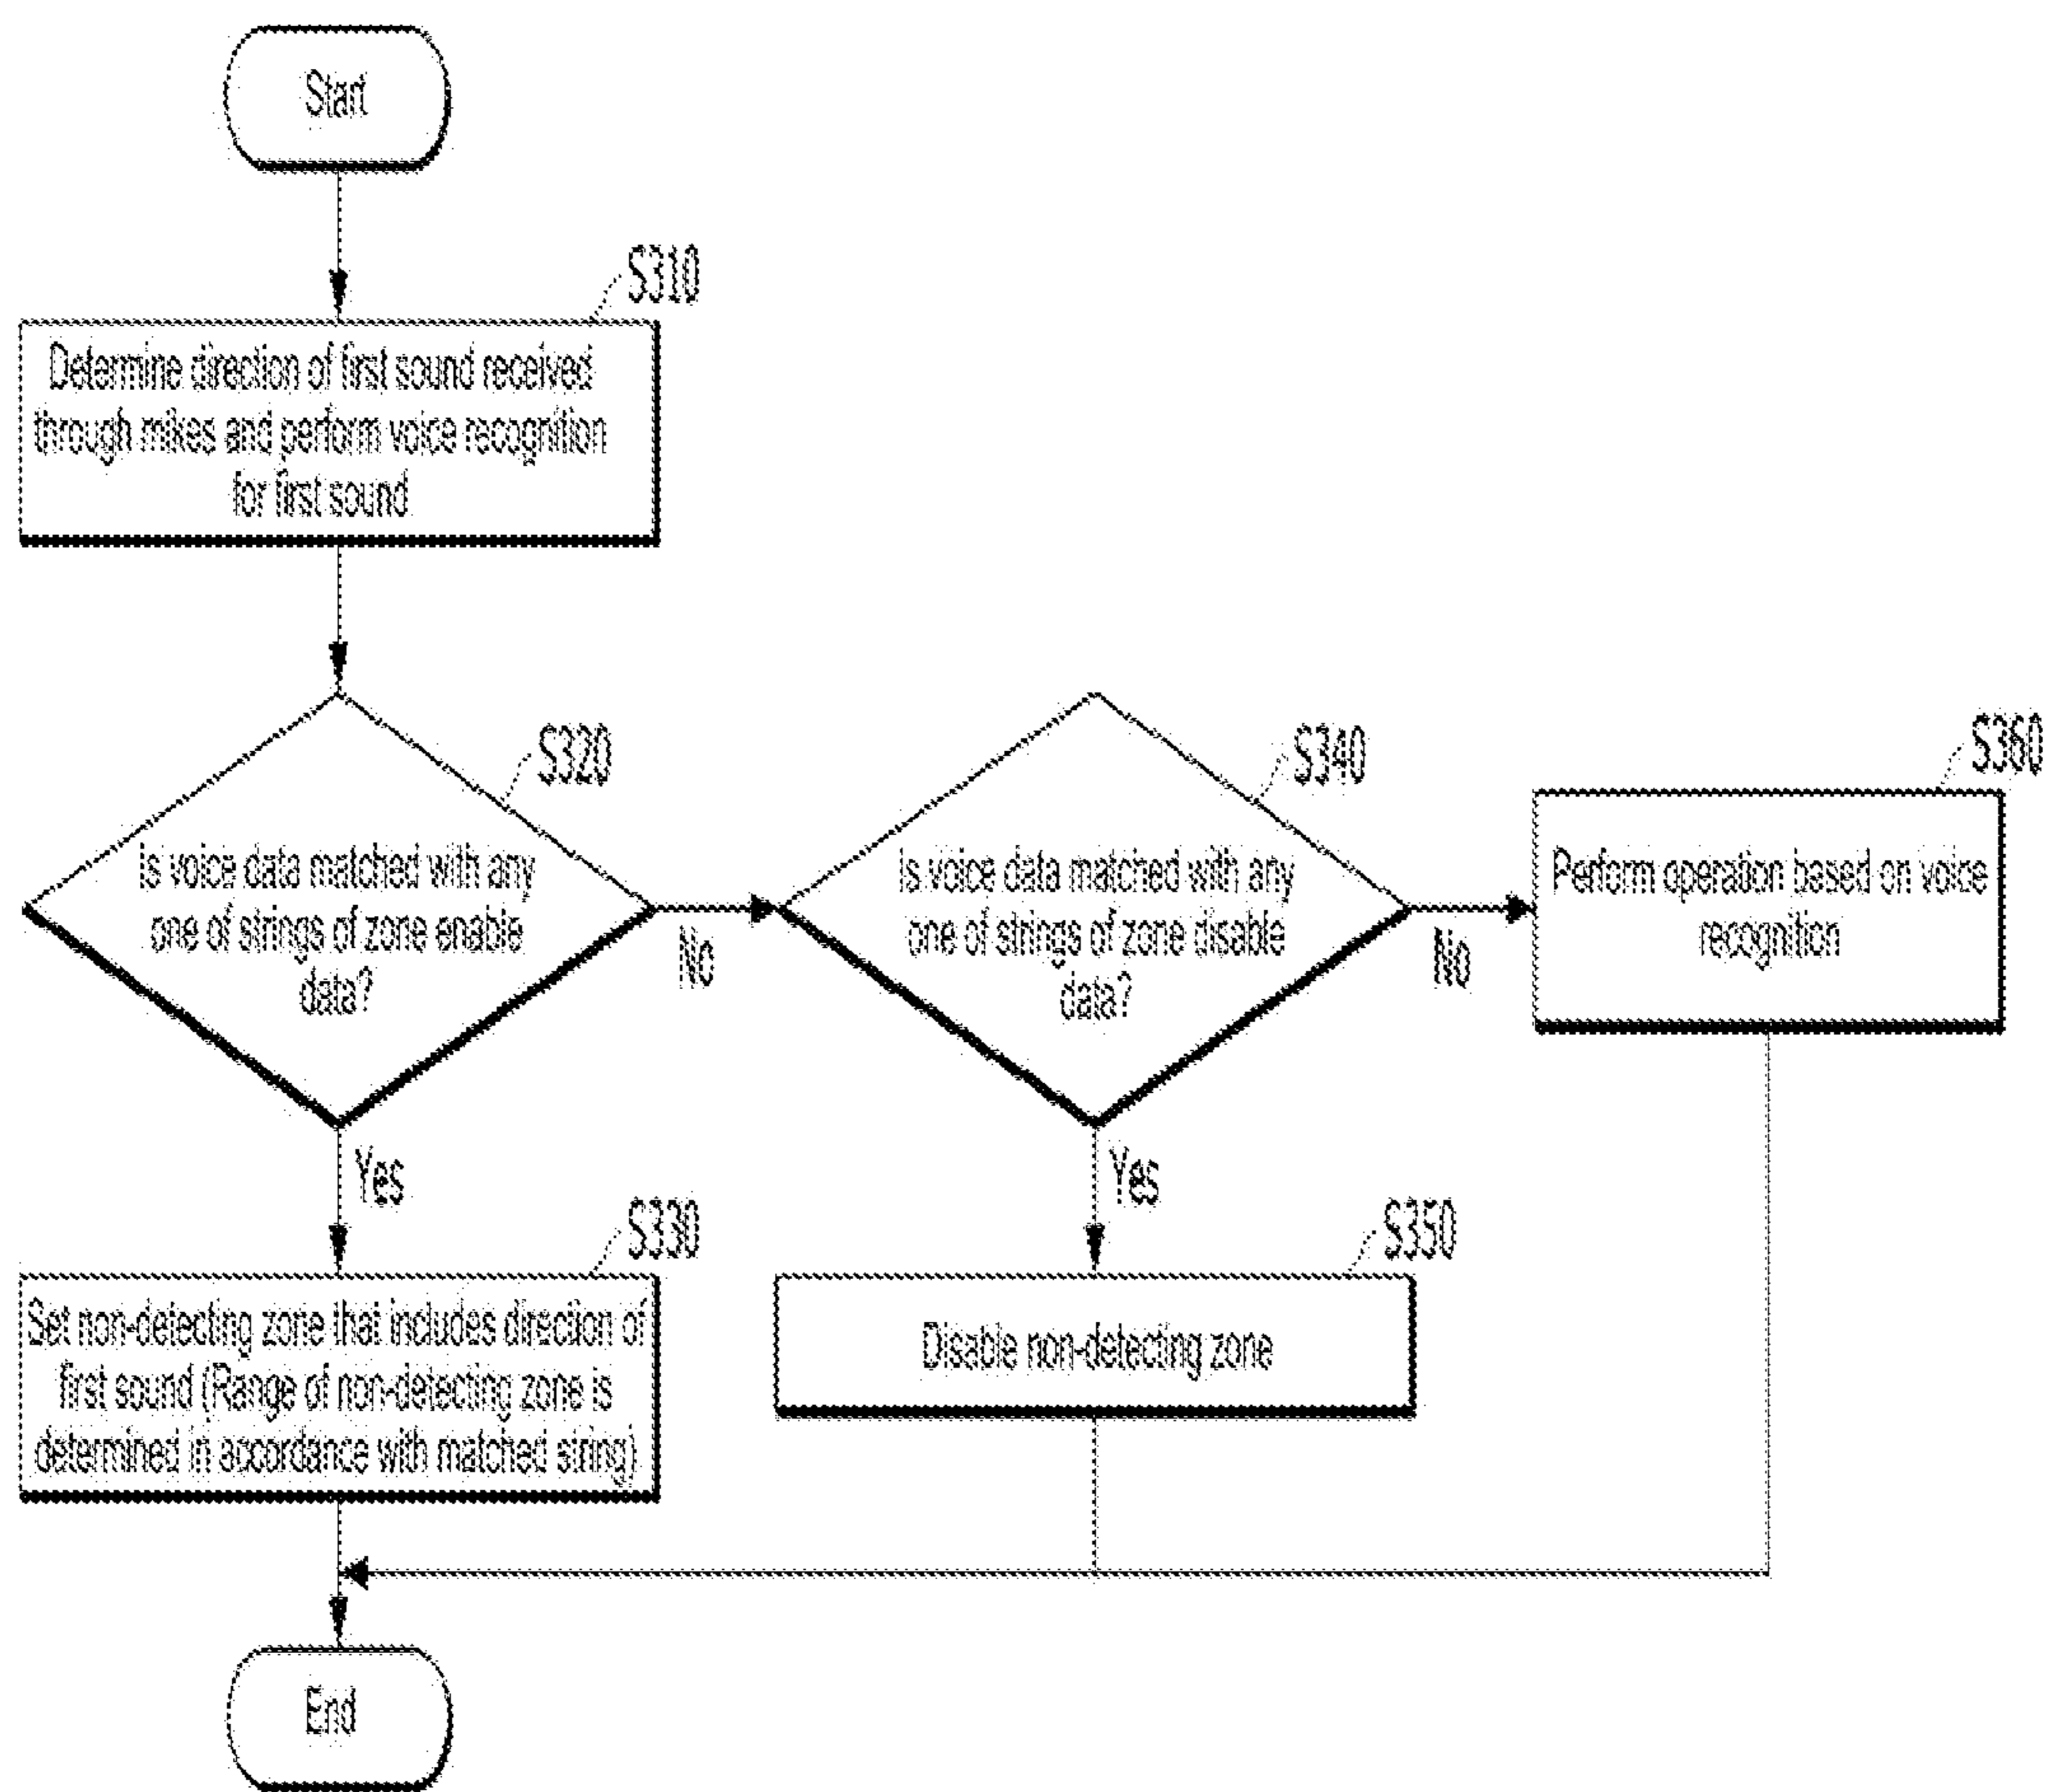 Start
S310
Determine direction of first sound received
through mikes and perform voice recognition
for first sound
S320
Is voice data matched with any
one of strings of zone enable
data?
No
Yes
S340
Is voice data matched with any
one of strings of zone disable
data?
No
Yes
S360
Perform operation based on voice
recognition
S330
Set non-detecting zone that includes direction of
first sound (Range of non-detecting zone is
determined in accordance with matched string)
S350
Disable non-detecting zone
End